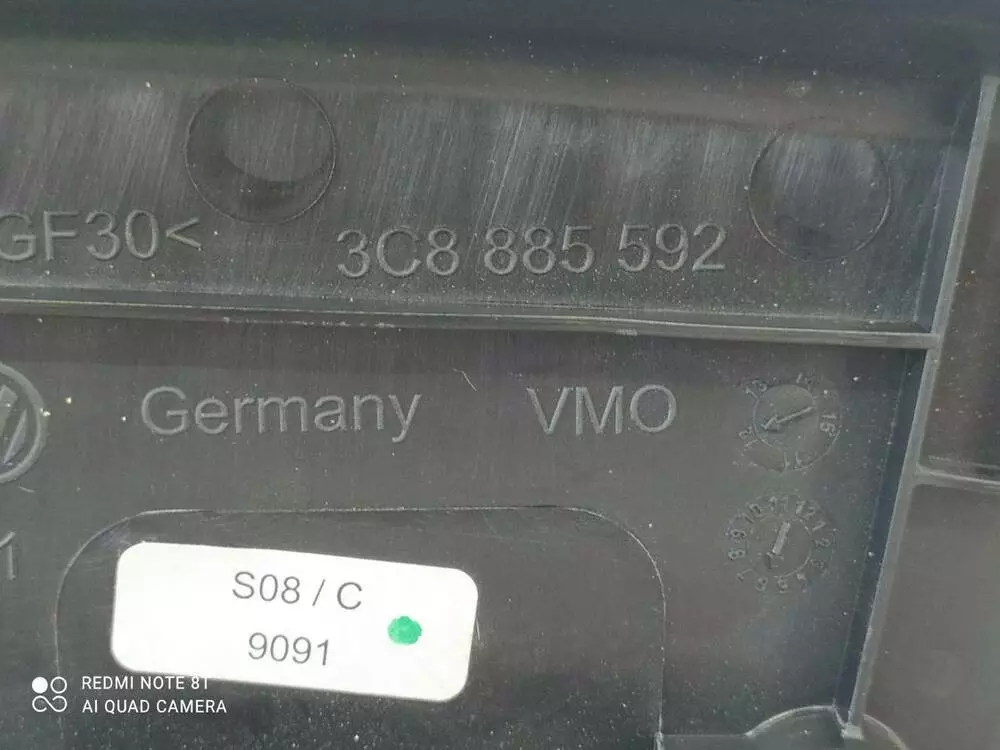 GF30<
3C8 885 592
Germany
VMO
S08 / C
9091
REDMI NOTE 8T
AI QUAD CAMERA